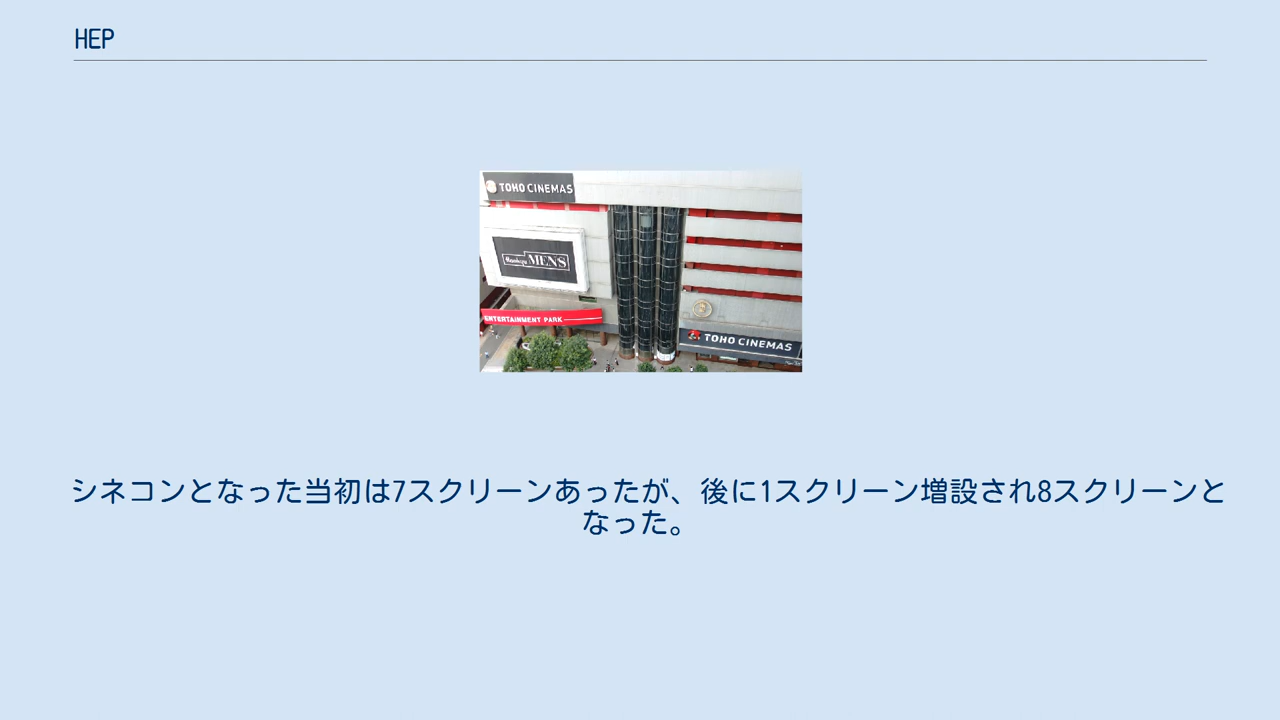 HEP
TOHO CINEMAS
Hankyu MEN'S
ENTERTAINMENT PARK
TOHO CINEMAS
シネコンとなった当初は7スクリーンあったが、後に1スクリーン増設され8スクリーンと
なった。